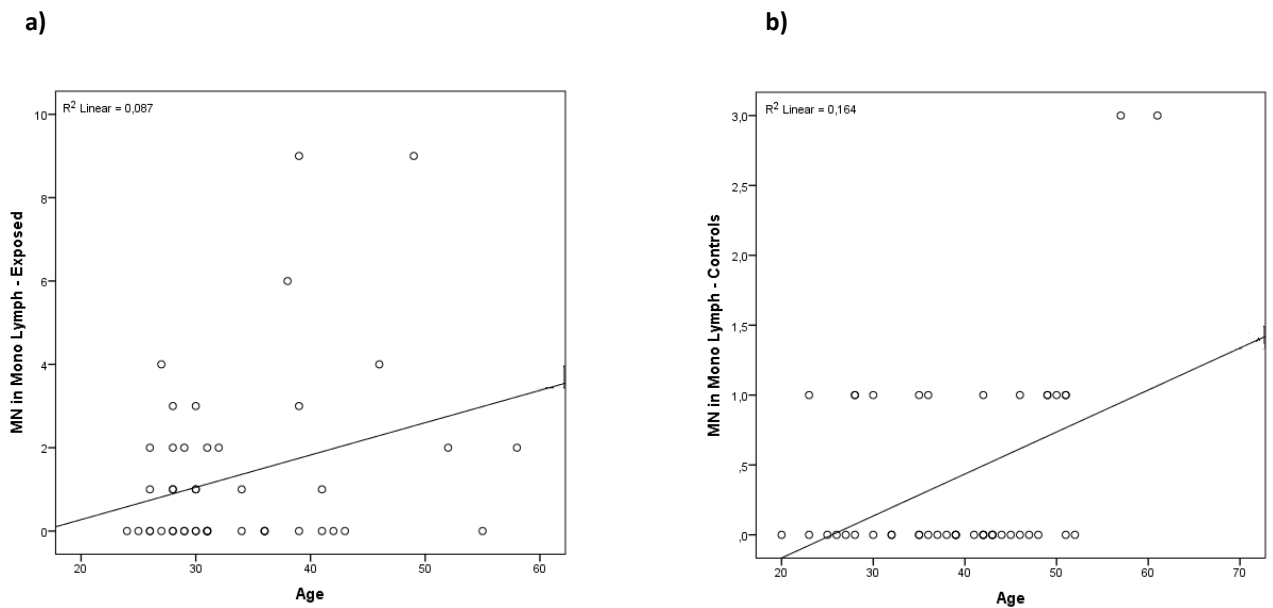 a)
R2 Linear = 0,087
10
8
6
4
2
0
MN in Mono Lymph - Exposed
20 30 40 50 60
Age
b)
R2 Linear = 0,164
3,0
2,5
2,0
1,5
1,0
,5
,0
MN in Mono Lymph - Controls
20 30 40 50 60 70
Age